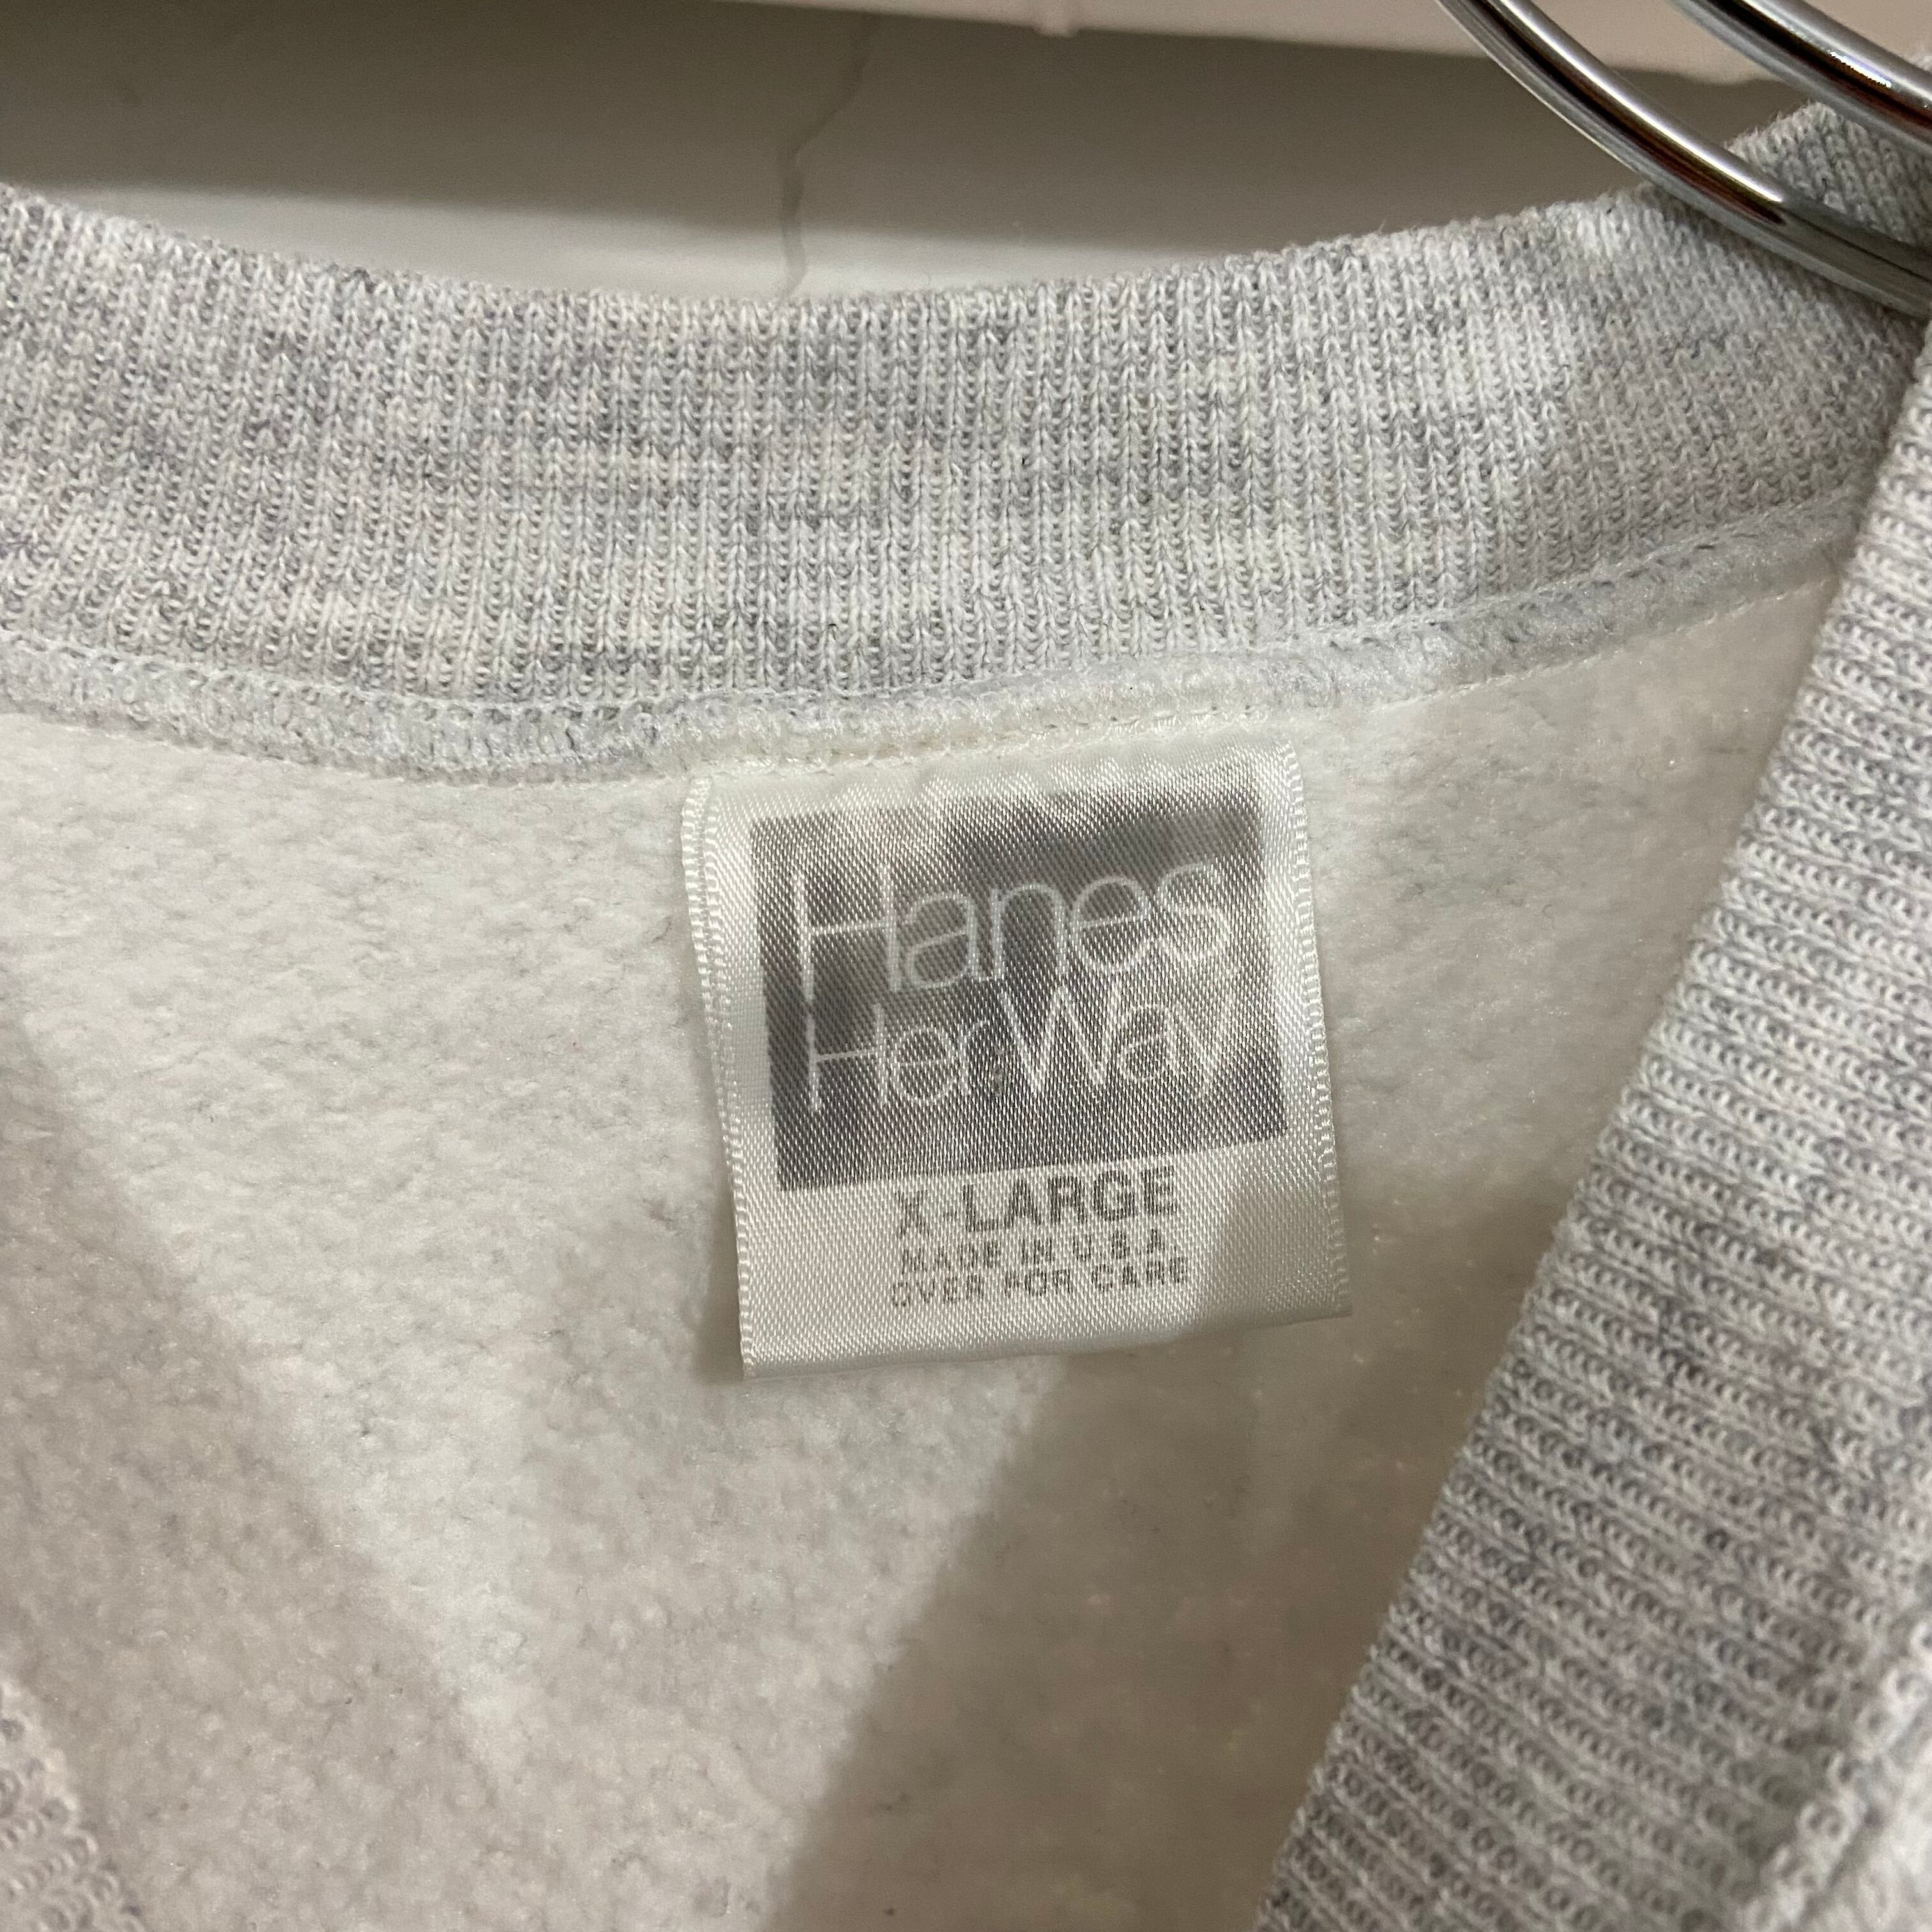 Hanes
Her Way
X-LARGE
MADE IN U.S.A.
OVER FOR CARE